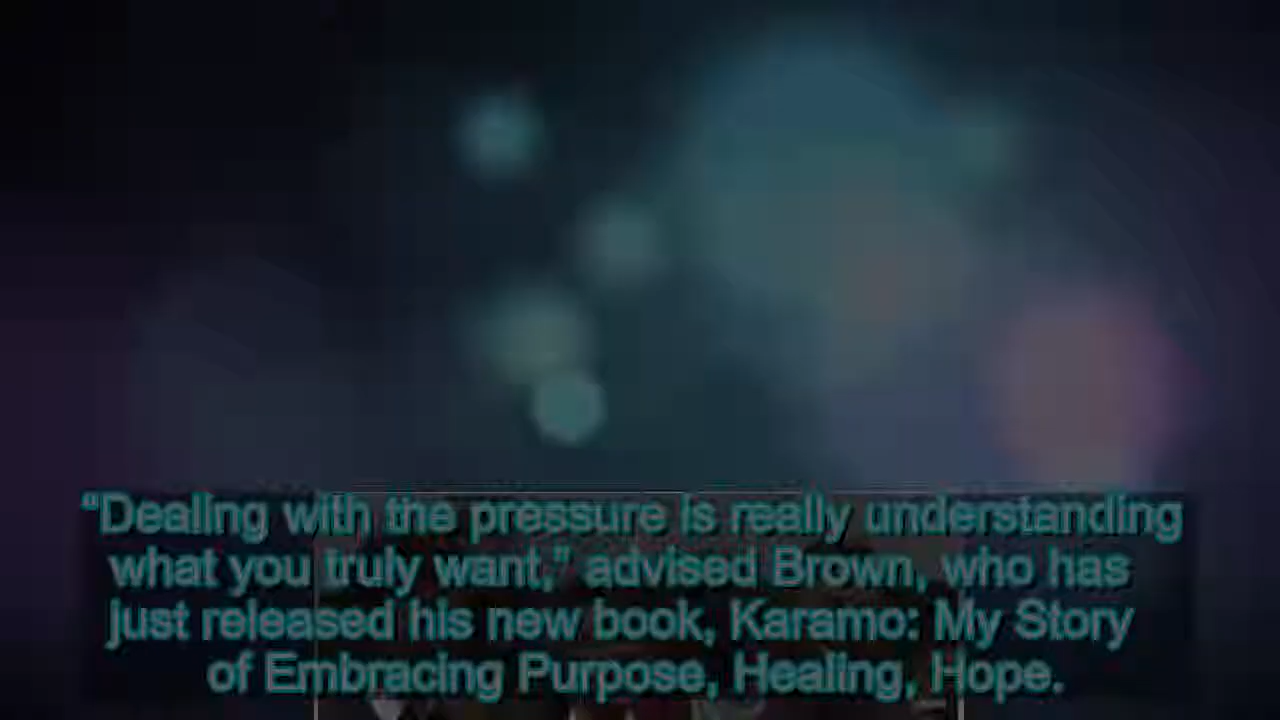 “Dealing with the pressure is really understanding
what you truly want,” advised Brown, who has
just released his new book, Karamo: My Story
of Embracing Purpose, Healing, Hope.